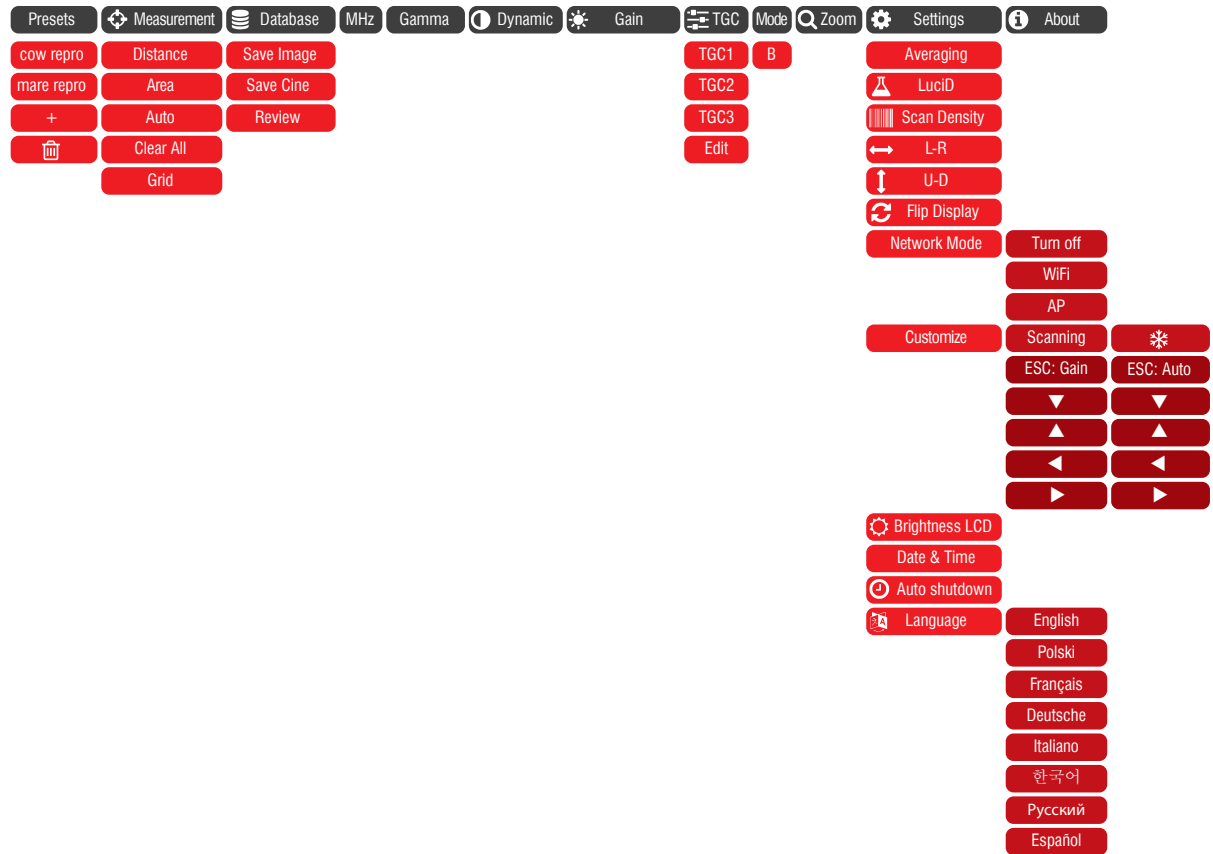 Presets Measurement Database MHz Gamma Dynamic Gain TGC Mode Zoom Settings About
cow repro Distance Save Image TGC1 B Averaging
mare repro Area Save Cine TGC2 LuciD
+ Auto Review TGC3 Scan Density
Clear All Edit L-R
Grid U-D
Flip Display
Network Mode Turn off
WiFi
AP
Customize Scanning
ESC: Gain ESC: Auto
Brightness LCD
Date & Time
Auto shutdown
Language English
Polski
Français
Deutsche
Italiano
한국어
Русский
Español